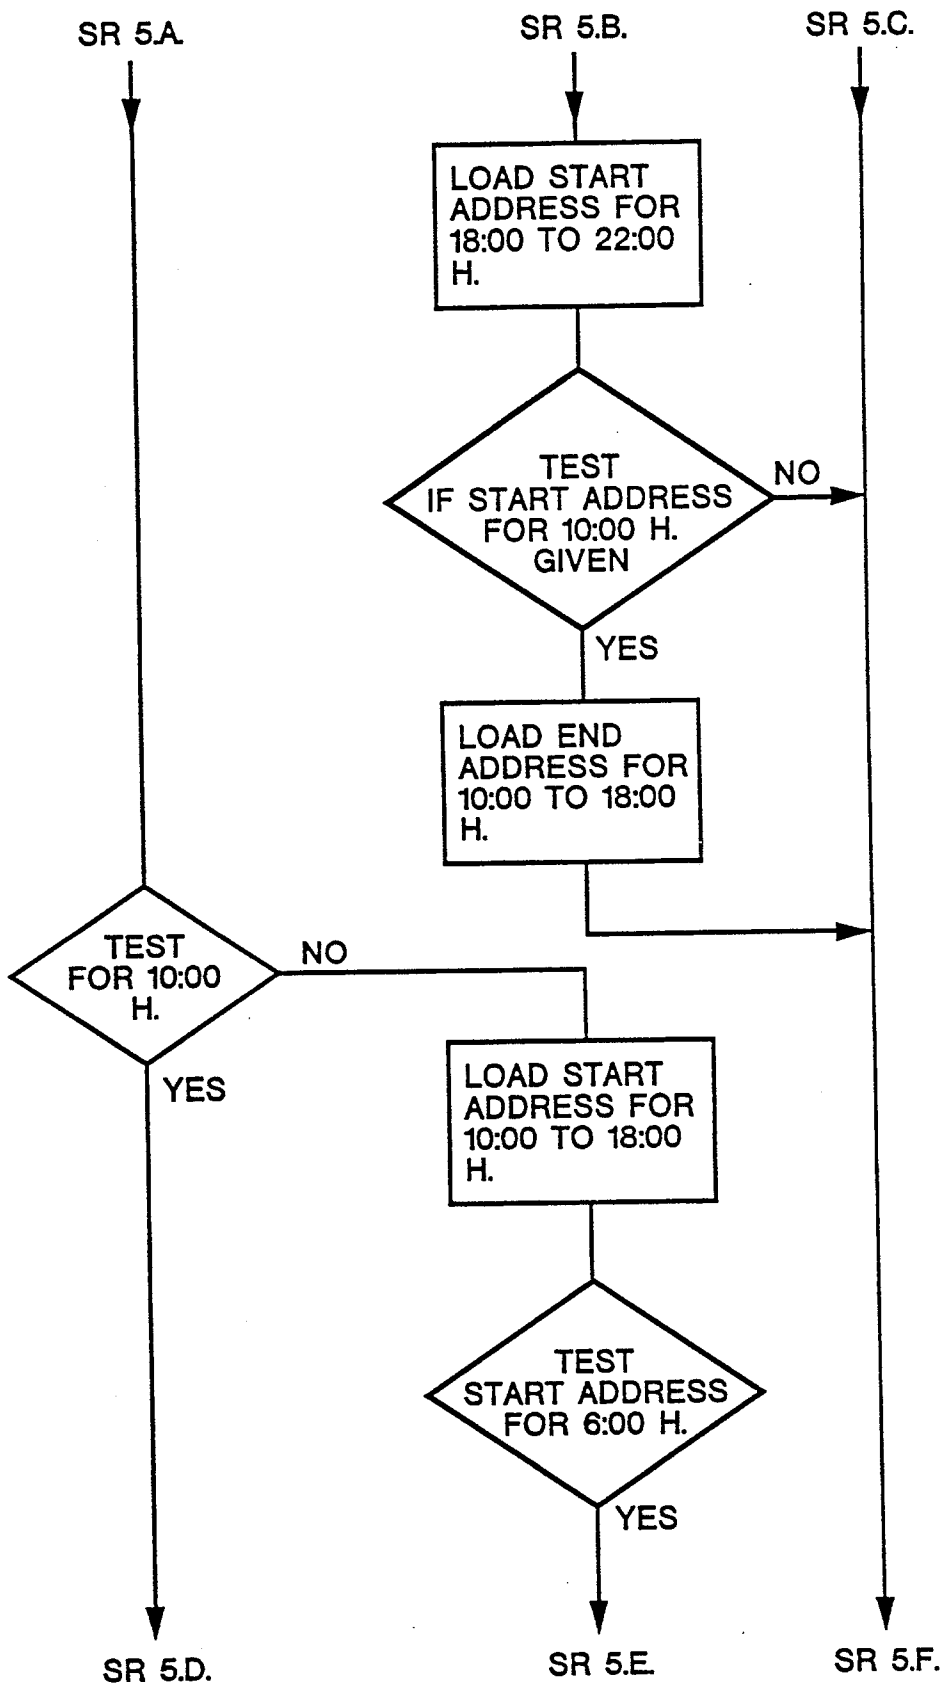 SR 5.A.
SR 5.B.
SR 5.C.
LOAD START
ADDRESS FOR
18:00 TO 22:00
H.
TEST
IF START ADDRESS
FOR 10:00 H.
GIVEN
NO
YES
LOAD END
ADDRESS FOR
10:00 TO 18:00
H.
TEST
FOR 10:00
H.
NO
YES
LOAD START
ADDRESS FOR
10:00 TO 18:00
H.
TEST
START ADDRESS
FOR 6:00 H.
YES
SR 5.D.
SR 5.E.
SR 5.F.